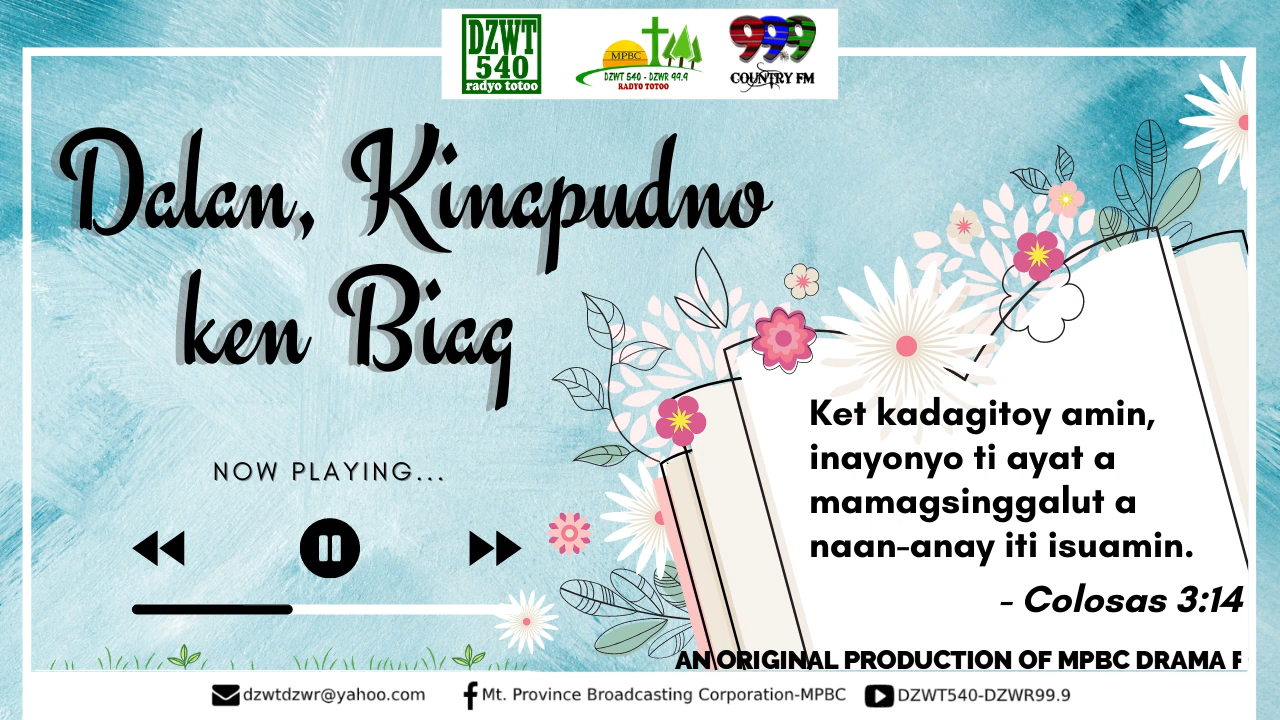 DZWT
540
radyo totoo
MPBC
DZWT 540 - DZWR 99.9
RADYO TOTOO
99.9
COUNTRY FM
Dalan, Kinapudno
ken Biag
NOW PLAYING...
Ket kadagitoy amin,
inayonyo ti ayat a
mamagsinggalut a
naan-anay iti isuamin.
- Colosas 3:14
AN ORIGINAL PRODUCTION OF MPBC DRAMA
dzwtdzwr@yahoo.com
Mt. Province Broadcasting Corporation-MPBC
DZWT540-DZWR99.9